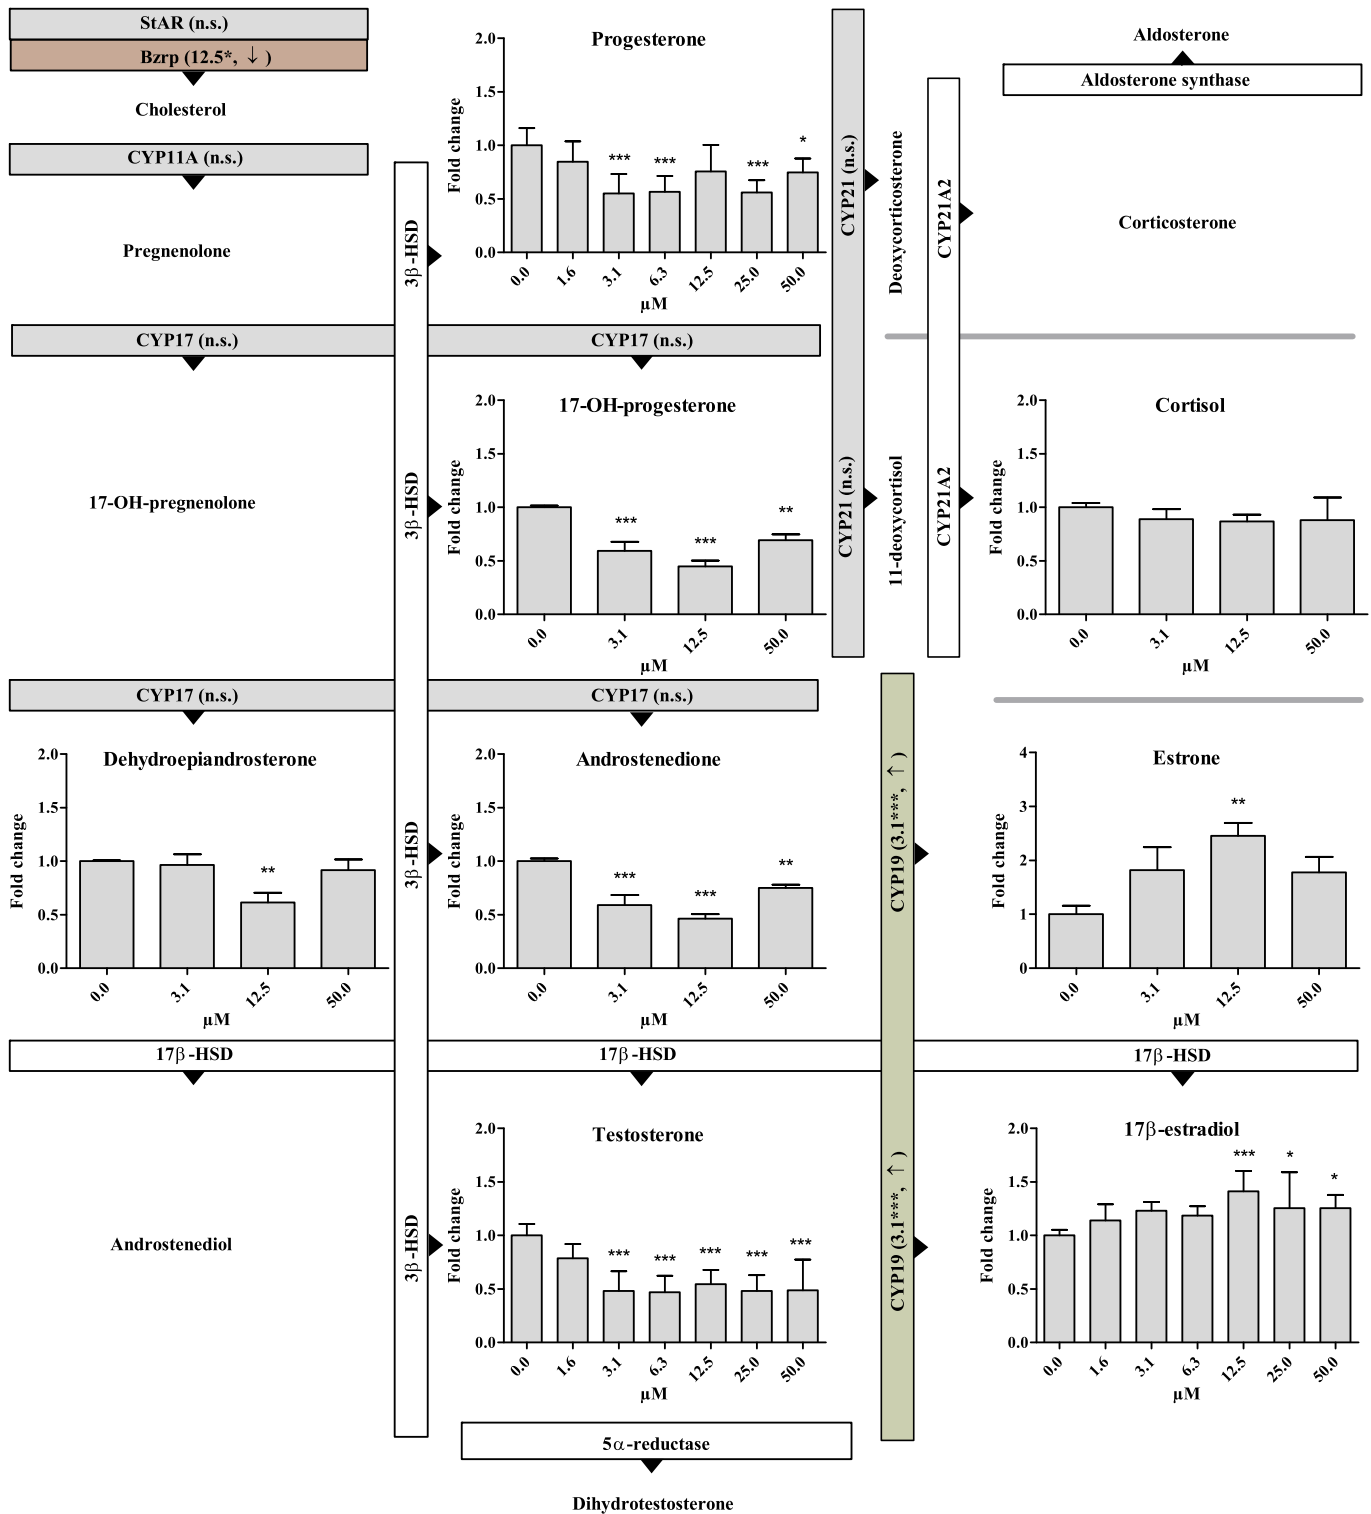 StAR (n.s.)
Bzrp (12.5*, ↓ )
Cholesterol
CYP11A (n.s.)
Pregnenolone
3β-HSD
Progesterone
Fold change
2.0
1.5
1.0
0.5
0.0
***
***
***
*
0.0 1.6 3.1 6.3 12.5 25.0 50.0
µM
CYP21 (n.s.)
Deoxycorticosterone
CYP21A2
Aldosterone
Aldosterone synthase
Corticosterone
CYP17 (n.s.)
CYP17 (n.s.)
17-OH-pregnenolone
3β-HSD
17-OH-progesterone
Fold change
2.0
1.5
1.0
0.5
0.0
***
***
**
0.0 3.1 12.5 50.0
µM
CYP21 (n.s.)
11-deoxycortisol
CYP21A2
Cortisol
Fold change
2.0
1.5
1.0
0.5
0.0
0.0 3.1 12.5 50.0
µM
CYP17 (n.s.)
CYP17 (n.s.)
Dehydroepiandrosterone
Fold change
2.0
1.5
1.0
0.5
0.0
**
0.0 3.1 12.5 50.0
µM
3β-HSD
Androstenedione
Fold change
2.0
1.5
1.0
0.5
0.0
***
***
**
0.0 3.1 12.5 50.0
µM
CYP19 (3.1***, ↑ )
Estrone
Fold change
4
3
2
1
0
**
0.0 3.1 12.5 50.0
µM
17β-HSD
17β-HSD
17β-HSD
Androstenediol
3β-HSD
Testosterone
Fold change
2.0
1.5
1.0
0.5
0.0
***
***
***
***
***
0.0 1.6 3.1 6.3 12.5 25.0 50.0
µM
CYP19 (3.1***, ↑ )
17β-estradiol
Fold change
2.0
1.5
1.0
0.5
0.0
***
*
*
0.0 1.6 3.1 6.3 12.5 25.0 50.0
µM
5α-reductase
Dihydrotestosterone